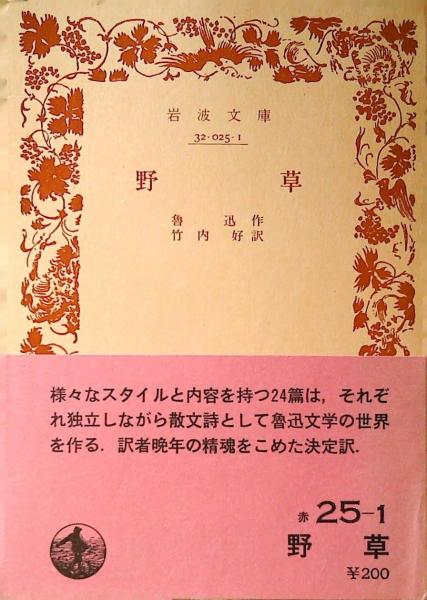 岩波文庫
32-025-1
野 草
魯 迅 作
竹 内 好 訳
様々なスタイルと内容を持つ24篇は，それぞ
れ独立しながら散文詩として魯迅文学の世界
を作る．訳者晩年の精魂をこめた決定訳．
赤 25-1
野 草
¥200